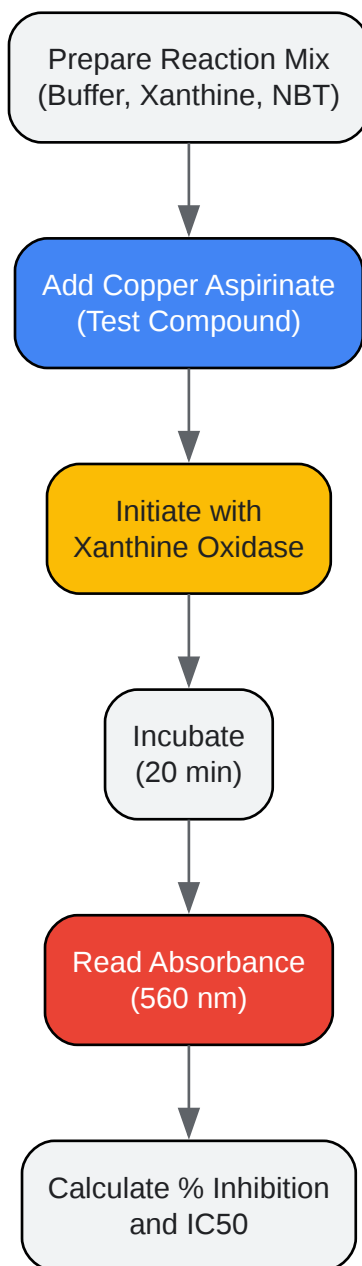 Prepare Reaction Mix
(Buffer, Xanthine, NBT)
Add Copper Aspirinate
(Test Compound)
Initiate with
Xanthine Oxidase
Incubate
(20 min)
Read Absorbance
(560 nm)
Calculate % Inhibition
and IC50